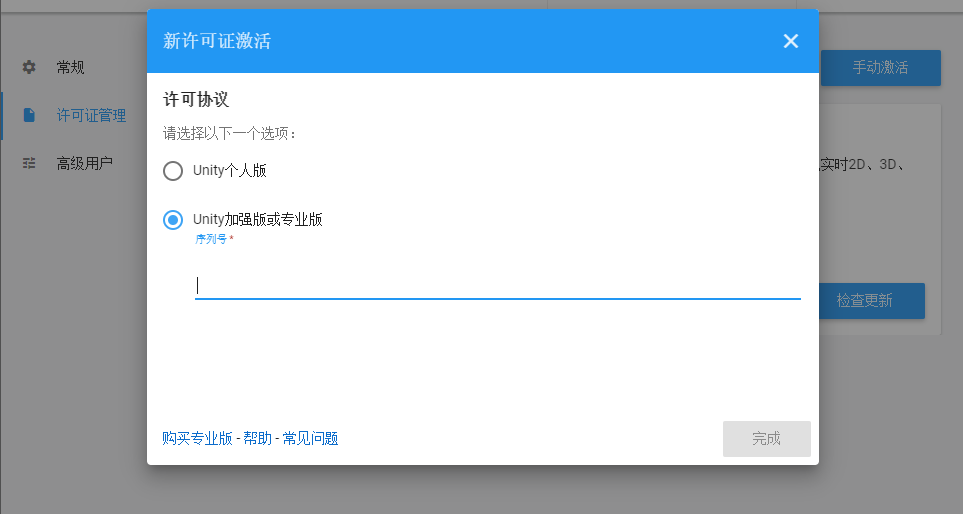 新许可证激活
常规
许可证管理
高级用户
手动激活
实时2D、3D、
检查更新
许可协议
请选择以下一个选项：
Unity个人版
Unity加强版或专业版
序列号 *
购买专业版 - 帮助 - 常见问题
完成